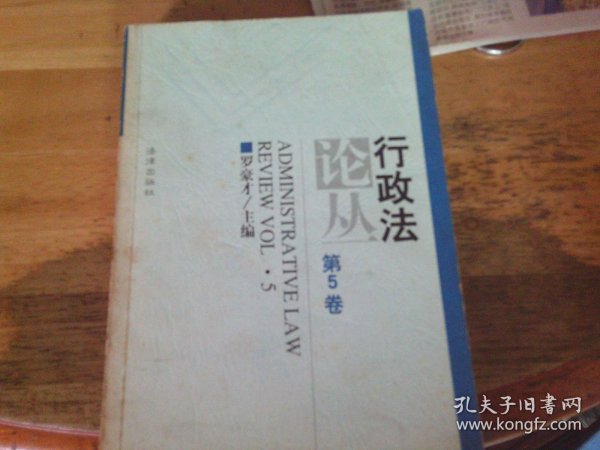 行政法
论丛
第5卷
ADMINISTRATIVE LAW
REVIEW VOL·5
罗豪才/主编
法律出版社
孔夫子旧书网
www.kongfz.com